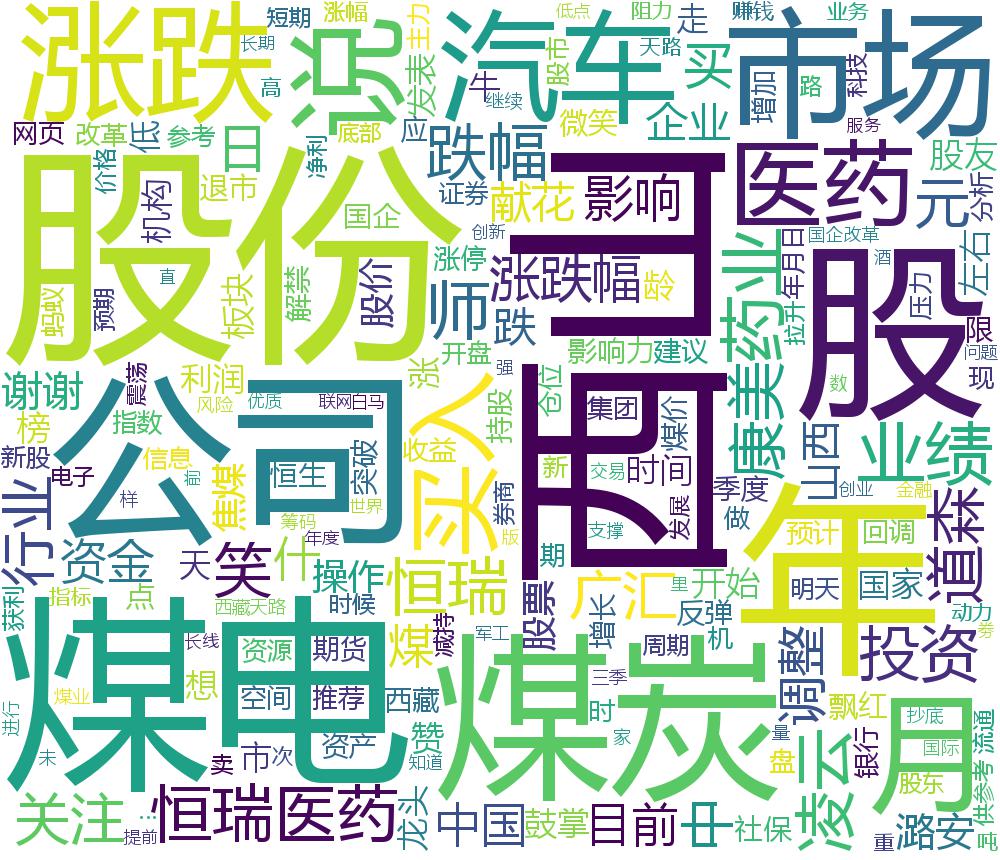 涨跌
短期
涨幅
主力
低点
阻力
走
赚钱
业务
长期
高
况
发表
汽车
牛
继续
股市
天路
买
增加
市场
路
科技
网页
改革
参考
低
日
底部
应
跌幅
微笑
企业
服务
价格
净利
证券
献花
影响
医药
股友
元
分析
股份
机构
退市
国企
创新
涨停
山西
国企改革
酒
左右
年月日
业
蚂蚁
预期
直
板块
解禁
股价
师
涨跌幅
龄
跌
药业
拉升
股
压力
限
问题
现
谢谢
震荡
利润
风险
优质
联网白马
涨
开盘
强
影响力
建议
仓位
康美
数
榜
指数
公司
买入
持股
收益
集团
煤价
业绩
新股
电子
信息
样
焦煤
恒生
突破
券商
新
交易
时间
季度
创业
金融
行业
资金
筹码
世界
版
支撑
发展
做
年
预计
回调
道森
天
笑
什
年度
操作
恒瑞
期
股票
广汇
量
开始
明天
国家
获利
指标
点
西藏天路
时候
煤
减持
军工
增长
反弹
机
动力
煤电
长线
资源
期货
煤炭
周期
三季
调整
投资
煤业
想
空间
推荐
西藏
时
家
飘红
月
抄底
流通
进行
未
卖
市
次
资产
赞
知道
量
盘
凌云
银行
股东
国际
供参考
关注
提前
恒瑞医药
龙头
中国
鼓掌
目前
中
社保
重
潞安
吨